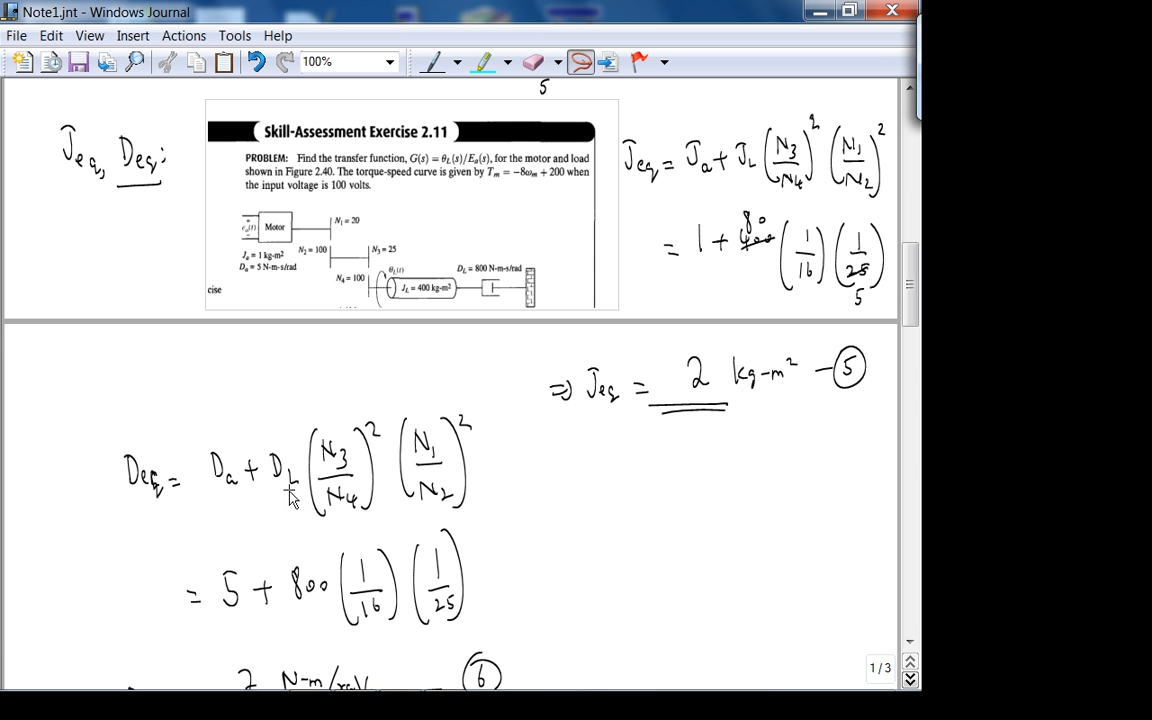 Note1.jnt - Windows Journal
File Edit View Insert Actions Tools Help
100%
5
Jeq, Deq:
Skill-Assessment Exercise 2.11
PROBLEM: Find the transfer function, G(s) = θL(s)/Ea(s), for the motor and load
shown in Figure 2.40. The torque-speed curve is given by Tm = −8ωm + 200 when
the input voltage is 100 volts.
N1 = 20
ea(t) Motor
N2 = 100 N3 = 25
Ja = 1 kg-m²
Da = 5 N-m-s/rad
N4 = 100 θL(t) DL = 800 N-m-s/rad
JL = 400 kg-m²
cise
Jeq = Ja + JL (N3/N4)² (N1/N2)²
80
= 1 + 400 (1/16) (1/25)
5
⇒ Jeq = 2 kg-m² - 5
Deq = Da + DL (N3/N4)² (N1/N2)²
= 5 + 800 (1/16) (1/25)
7 N-m/rad 6
1/3